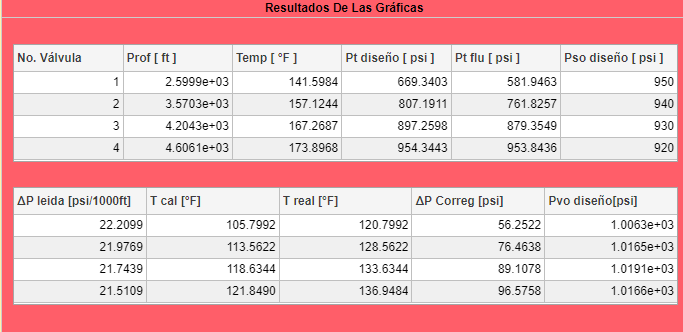 Resultados De Las Gráficas
No. Válvula Prof [ ft ] Temp [ °F ] Pt diseño [ psi ] Pt flu [ psi ] Pso diseño [ psi ]
1 2.5999e+03 141.5984 669.3403 581.9463 950
2 3.5703e+03 157.1244 807.1911 761.8257 940
3 4.2043e+03 167.2687 897.2598 879.3549 930
4 4.6061e+03 173.8968 954.3443 953.8436 920
ΔP leida [psi/1000ft] T cal [°F] T real [°F] ΔP Correg [psi] Pvo diseño[psi]
22.2099 105.7992 120.7992 56.2522 1.0063e+03
21.9769 113.5622 128.5622 76.4638 1.0165e+03
21.7439 118.6344 133.6344 89.1078 1.0191e+03
21.5109 121.8490 136.9484 96.5758 1.0166e+03